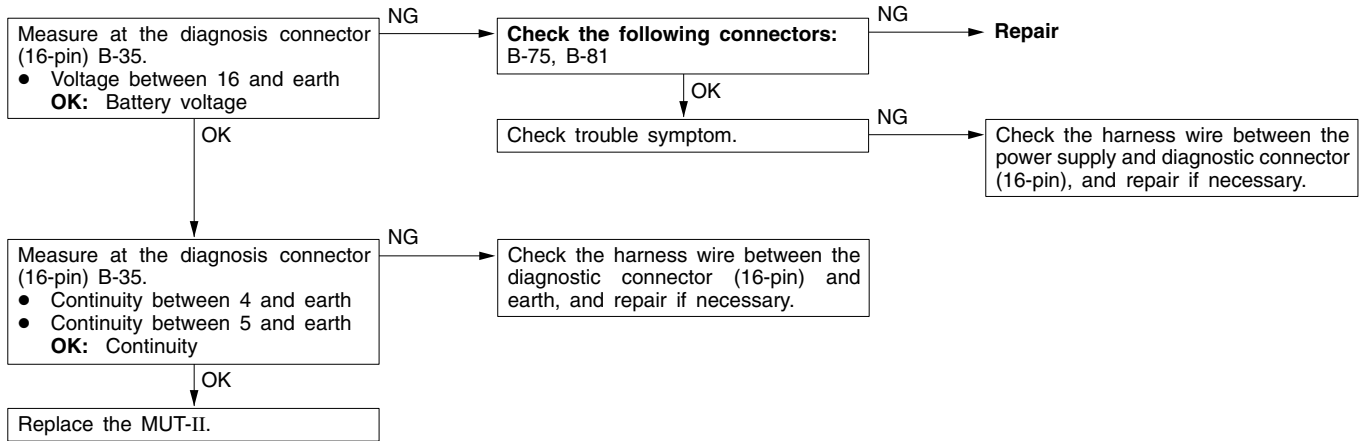 Measure at the diagnosis connector
(16-pin) B-35.
● Voltage between 16 and earth
OK: Battery voltage
NG
Check the following connectors:
B-75, B-81
NG
Repair
OK
Check trouble symptom.
NG
Check the harness wire between the
power supply and diagnostic connector
(16-pin), and repair if necessary.
OK
Measure at the diagnosis connector
(16-pin) B-35.
● Continuity between 4 and earth
● Continuity between 5 and earth
OK: Continuity
NG
Check the harness wire between the
diagnostic connector (16-pin) and
earth, and repair if necessary.
OK
Replace the MUT-II.